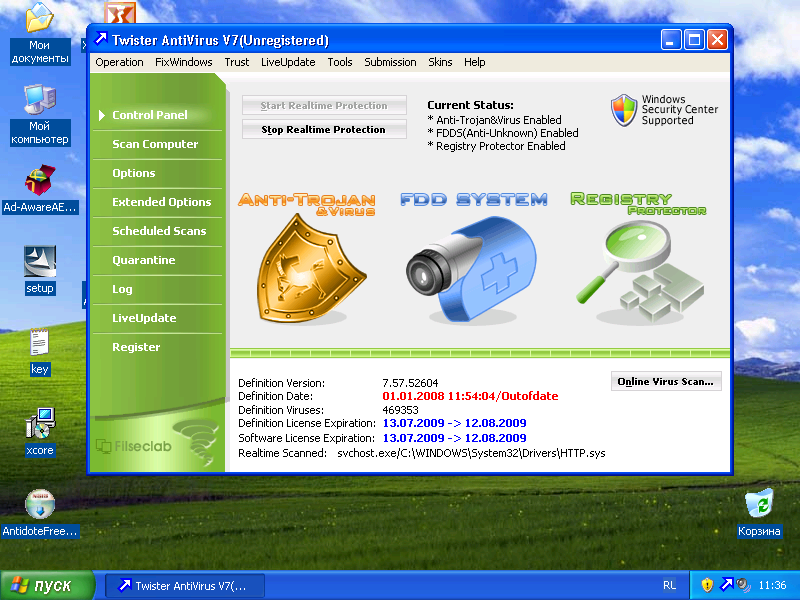 Мои
документы
Мой
компьютер
Ad-AwareAE...
setup
key
xcore
AntidoteFree...
Корзина
Twister AntiVirus V7(Unregistered)
Operation FixWindows Trust LiveUpdate Tools Submission Skins Help
Control Panel
Scan Computer
Options
Extended Options
Scheduled Scans
Quarantine
Log
LiveUpdate
Register
Filseclab
Start Realtime Protection
Stop Realtime Protection
Current Status:
* Anti-Trojan&Virus Enabled
* FDDS(Anti-Unknown) Enabled
* Registry Protector Enabled
Windows
Security Center
Supported
Anti-Trojan
&Virus
FDD System
Registry
Protector
Definition Version: 7.57.52604
Definition Date: 01.01.2008 11:54:04/Outofdate
Definition Viruses: 469353
Definition License Expiration: 13.07.2009 -> 12.08.2009
Software License Expiration: 13.07.2009 -> 12.08.2009
Realtime Scanned: svchost.exe/C:\WINDOWS\System32\Drivers\HTTP.sys
Online Virus Scan...
пуск
Twister AntiVirus V7(...
RL
11:36